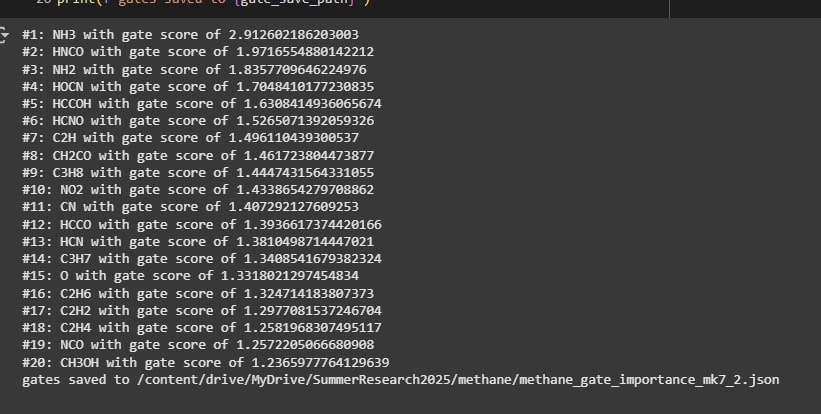 #1: NH3 with gate score of 2.912602186203003
#2: HNCO with gate score of 1.9716554880142212
#3: NH2 with gate score of 1.8357709646224976
#4: HOCN with gate score of 1.7048410177230835
#5: HCCOH with gate score of 1.6308414936065674
#6: HCNO with gate score of 1.5265071392059326
#7: C2H with gate score of 1.496110439300537
#8: CH2CO with gate score of 1.461723804473877
#9: C3H8 with gate score of 1.4447431564331055
#10: NO2 with gate score of 1.4338654279708862
#11: CN with gate score of 1.407292127609253
#12: HCCO with gate score of 1.3936617374420166
#13: HCN with gate score of 1.3810498714447021
#14: C3H7 with gate score of 1.3408541679382324
#15: O with gate score of 1.3318021297454834
#16: C2H6 with gate score of 1.324714183807373
#17: C2H2 with gate score of 1.2977081537246704
#18: C2H4 with gate score of 1.2581968307495117
#19: NCO with gate score of 1.2572205066680908
#20: CH3OH with gate score of 1.2365977764129639
gates saved to /content/drive/MyDrive/SummerResearch2025/methane/methane_gate_importance_mk7_2.json